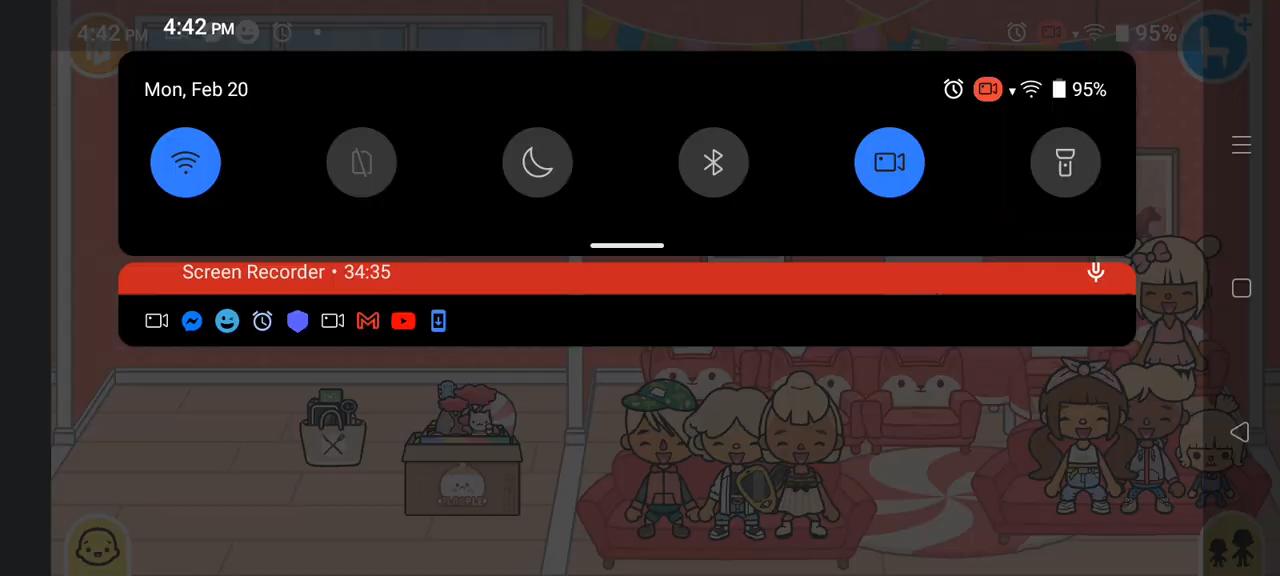 4:42 PM 4:42 PM 95%
Mon, Feb 20 95%
Screen Recorder • 34:35